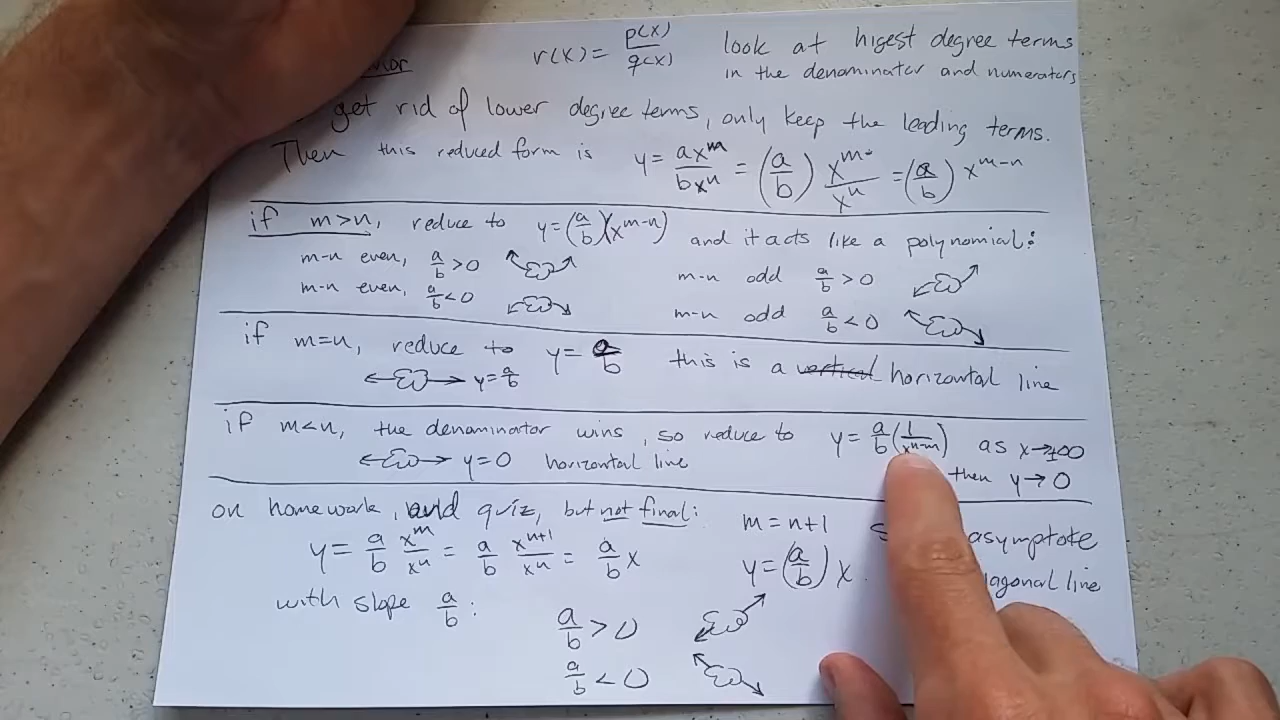 r(x) = p(x)/q(x) look at higest degree terms
in the denominator and numerators
get rid of lower degree terms, only keep the leading terms.
Then this reduced form is y = ax^m/bx^n = (a/b) x^m/x^n = (a/b) x^m-n
if m>n, reduce to y=(a/b)(x^m-n) and it acts like a polynomial:
m-n even, a/b >0 m-n odd a/b >0
m-n even, a/b <0 m-n odd a/b <0
if m=n, reduce to y= a/b this is a vertical horizontal line
y=a/b
if m<n, the denominator wins, so reduce to y= a/b (1/x^n-m) as x→±∞
y=0 horizontal line then y→0
on homework, and quiz, but not final: m=n+1 asymptote
y= a/b x^m/x^n = a/b x^n+1/x^n = a/b x y=(a/b) x line
with slope a/b:
a/b >0
a/b <0